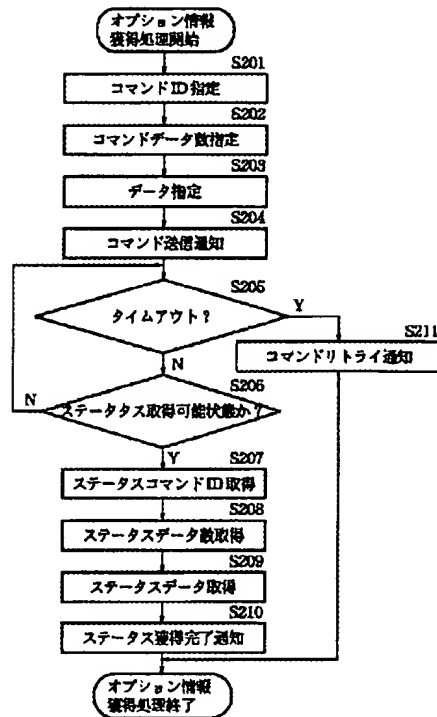 オプション情報
獲得処理開始
S201
コマンドID指定
S202
コマンドデータ数指定
S203
データ指定
S204
コマンド送信通知
S205
タイムアウト?
Y
S211
コマンドリトライ通知
N
S206
N
ステータタス取得可能状態か?
Y
S207
ステータスコマンドID取得
S208
ステータスデータ数取得
S209
ステータスデータ取得
S210
ステータス獲得完了通知
オプション情報
獲得処理終了